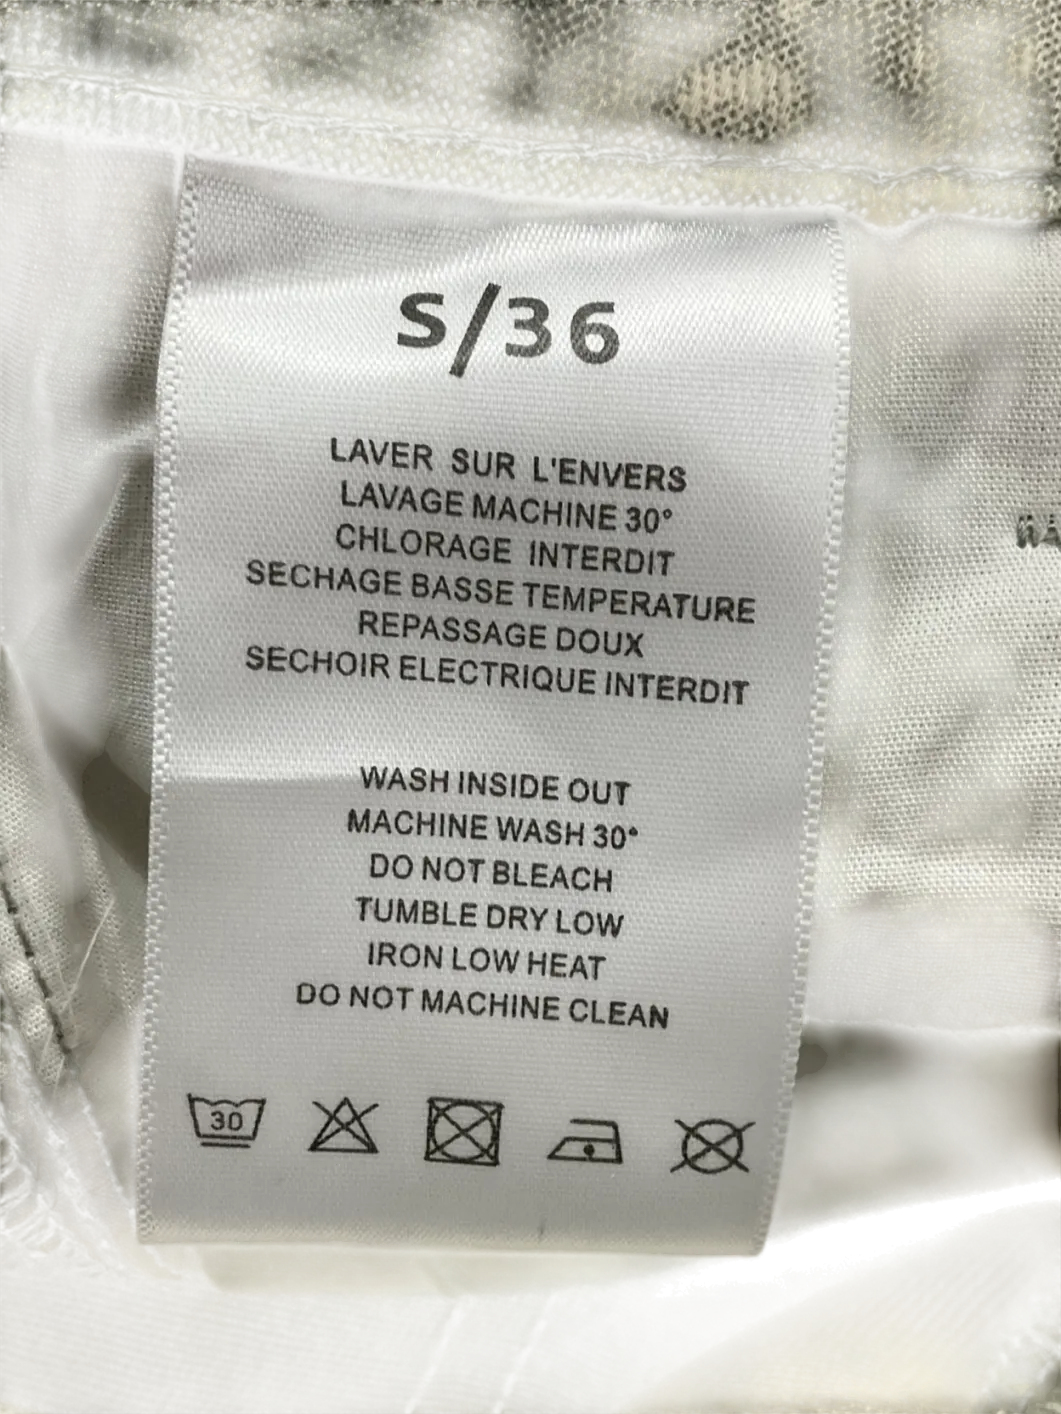 S/36
LAVER SUR L'ENVERS
LAVAGE MACHINE 30°
CHLORAGE INTERDIT
SECHAGE BASSE TEMPERATURE
REPASSAGE DOUX
SECHOIR ELECTRIQUE INTERDIT
WASH INSIDE OUT
MACHINE WASH 30°
DO NOT BLEACH
TUMBLE DRY LOW
IRON LOW HEAT
DO NOT MACHINE CLEAN
30